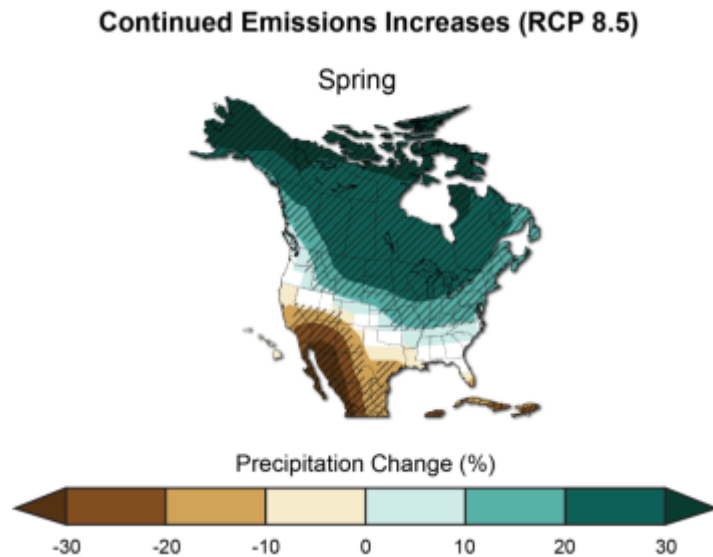 Continued Emissions Increases (RCP 8.5)
Spring
Precipitation Change (%)
-30 -20 -10 0 10 20 30